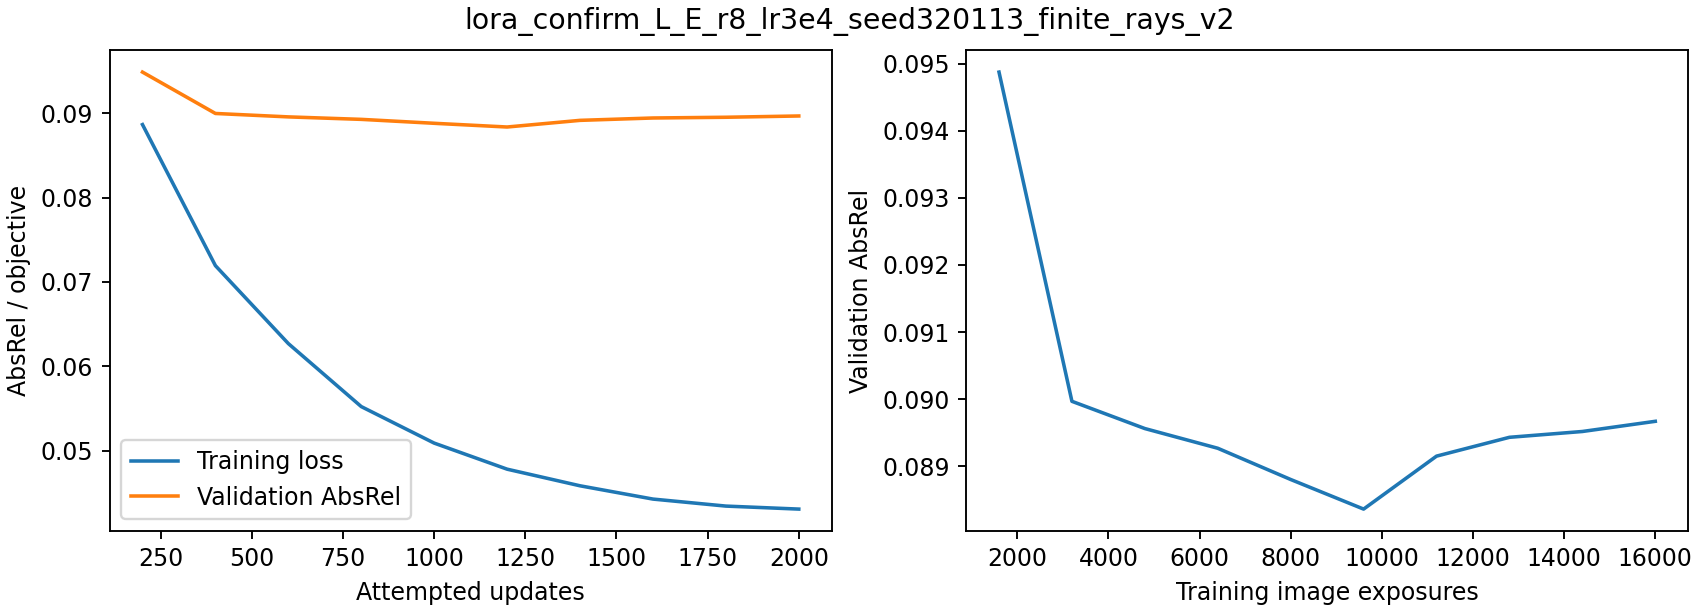 lora_confirm_L_E_r8_lr3e4_seed320113_finite_rays_v2
AbsRel / objective
0.09
0.08
0.07
0.06
0.05
Training loss
Validation AbsRel
250 500 750 1000 1250 1500 1750 2000
Attempted updates
Validation AbsRel
0.095
0.094
0.093
0.092
0.091
0.090
0.089
2000 4000 6000 8000 10000 12000 14000 16000
Training image exposures